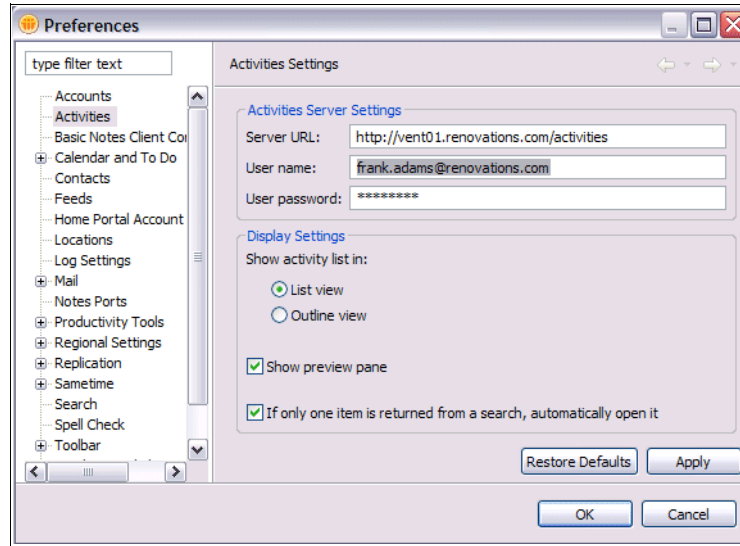 Preferences
type filter text
Accounts
Activities
Basic Notes Client Co
Calendar and To Do
Contacts
Feeds
Home Portal Account
Locations
Log Settings
Mail
Notes Ports
Productivity Tools
Regional Settings
Replication
Sametime
Search
Spell Check
Toolbar
Activities Settings
Activities Server Settings
Server URL: http://vent01.renovations.com/activities
User name: frank.adams@renovations.com
User password: ********
Display Settings
Show activity list in:
List view
Outline view
Show preview pane
If only one item is returned from a search, automatically open it
Restore Defaults Apply
OK Cancel